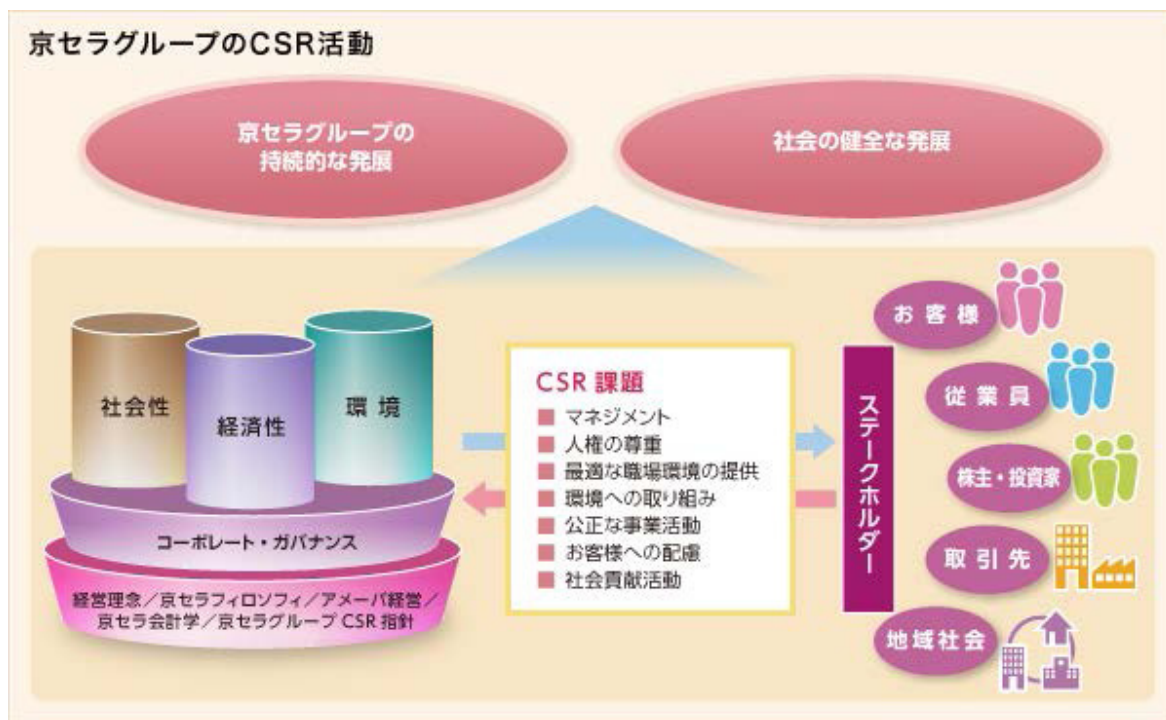 京セラグループのCSR活動
京セラグループの
持続的な発展
社会の健全な発展
社会性
経済性
環境
コーポレート・ガバナンス
経営理念／京セラフィロソフィ／アメーバ経営／
京セラ会計学／京セラグループ CSR 指針
CSR 課題
マネジメント
人権の尊重
最適な職場環境の提供
環境への取り組み
公正な事業活動
お客様への配慮
社会貢献活動
ステークホルダー
お客様
従業員
株主・投資家
取引先
地域社会